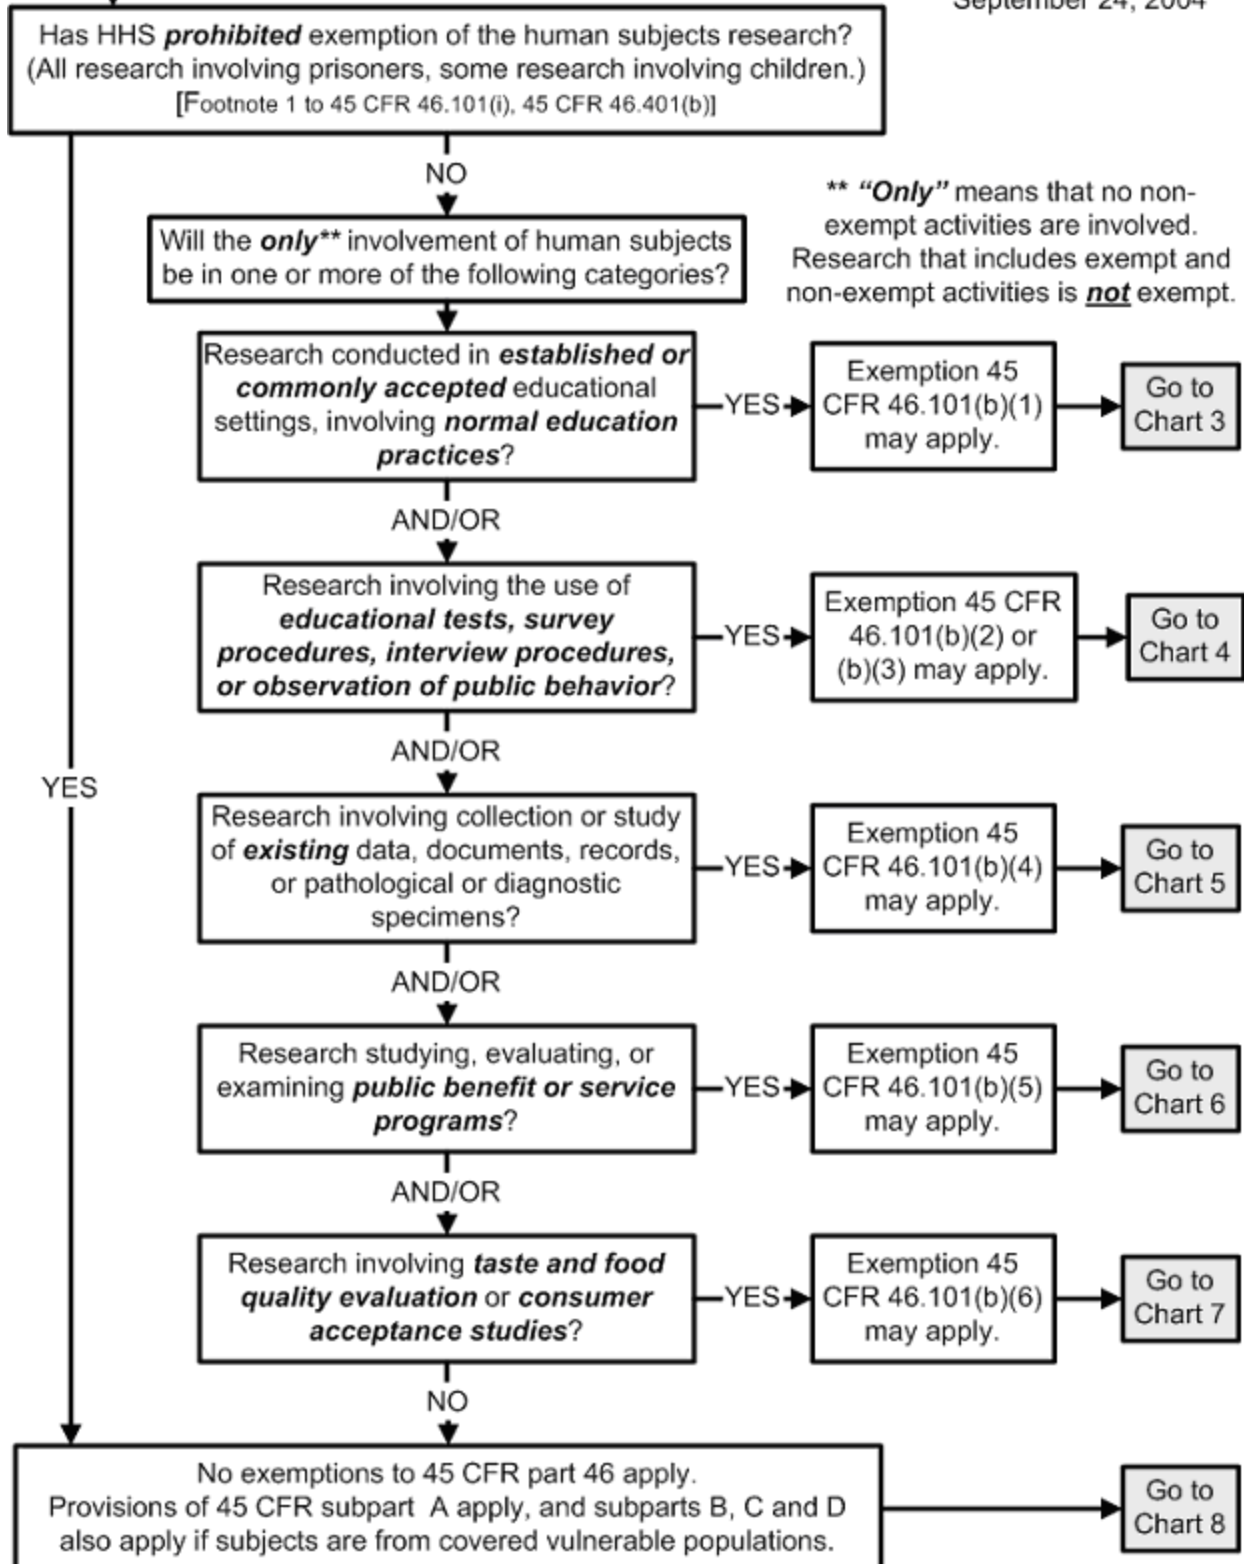 September 24, 2004
Has HHS prohibited exemption of the human subjects research?
(All research involving prisoners, some research involving children.)
[Footnote 1 to 45 CFR 46.101(i), 45 CFR 46.401(b)]
NO
** “Only” means that no non-
exempt activities are involved.
Research that includes exempt and
non-exempt activities is not exempt.
Will the only** involvement of human subjects
be in one or more of the following categories?
Research conducted in established or
commonly accepted educational
settings, involving normal education
practices?
YES
Exemption 45
CFR 46.101(b)(1)
may apply.
Go to
Chart 3
AND/OR
Research involving the use of
educational tests, survey
procedures, interview procedures,
or observation of public behavior?
YES
Exemption 45 CFR
46.101(b)(2) or
(b)(3) may apply.
Go to
Chart 4
AND/OR
YES
Research involving collection or study
of existing data, documents, records,
or pathological or diagnostic
specimens?
YES
Exemption 45
CFR 46.101(b)(4)
may apply.
Go to
Chart 5
AND/OR
Research studying, evaluating, or
examining public benefit or service
programs?
YES
Exemption 45
CFR 46.101(b)(5)
may apply.
Go to
Chart 6
AND/OR
Research involving taste and food
quality evaluation or consumer
acceptance studies?
YES
Exemption 45
CFR 46.101(b)(6)
may apply.
Go to
Chart 7
NO
No exemptions to 45 CFR part 46 apply.
Provisions of 45 CFR subpart A apply, and subparts B, C and D
also apply if subjects are from covered vulnerable populations.
Go to
Chart 8